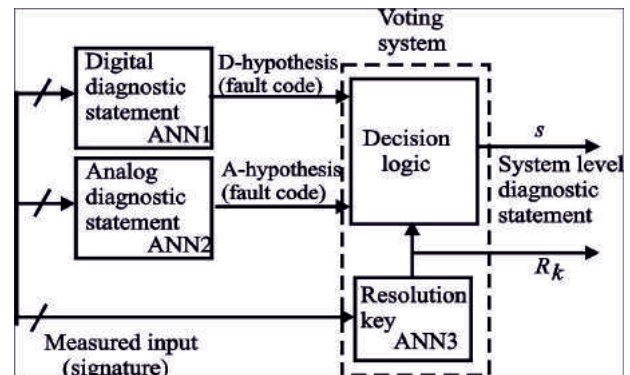 Voting
system
Digital
diagnostic
statement
ANN1
D-hypothesis
(fault code)
Analog
diagnostic
statement
ANN2
A-hypothesis
(fault code)
Decision
logic
s
System level
diagnostic
statement
R_k
Resolution
key
ANN3
Measured input
(signature)